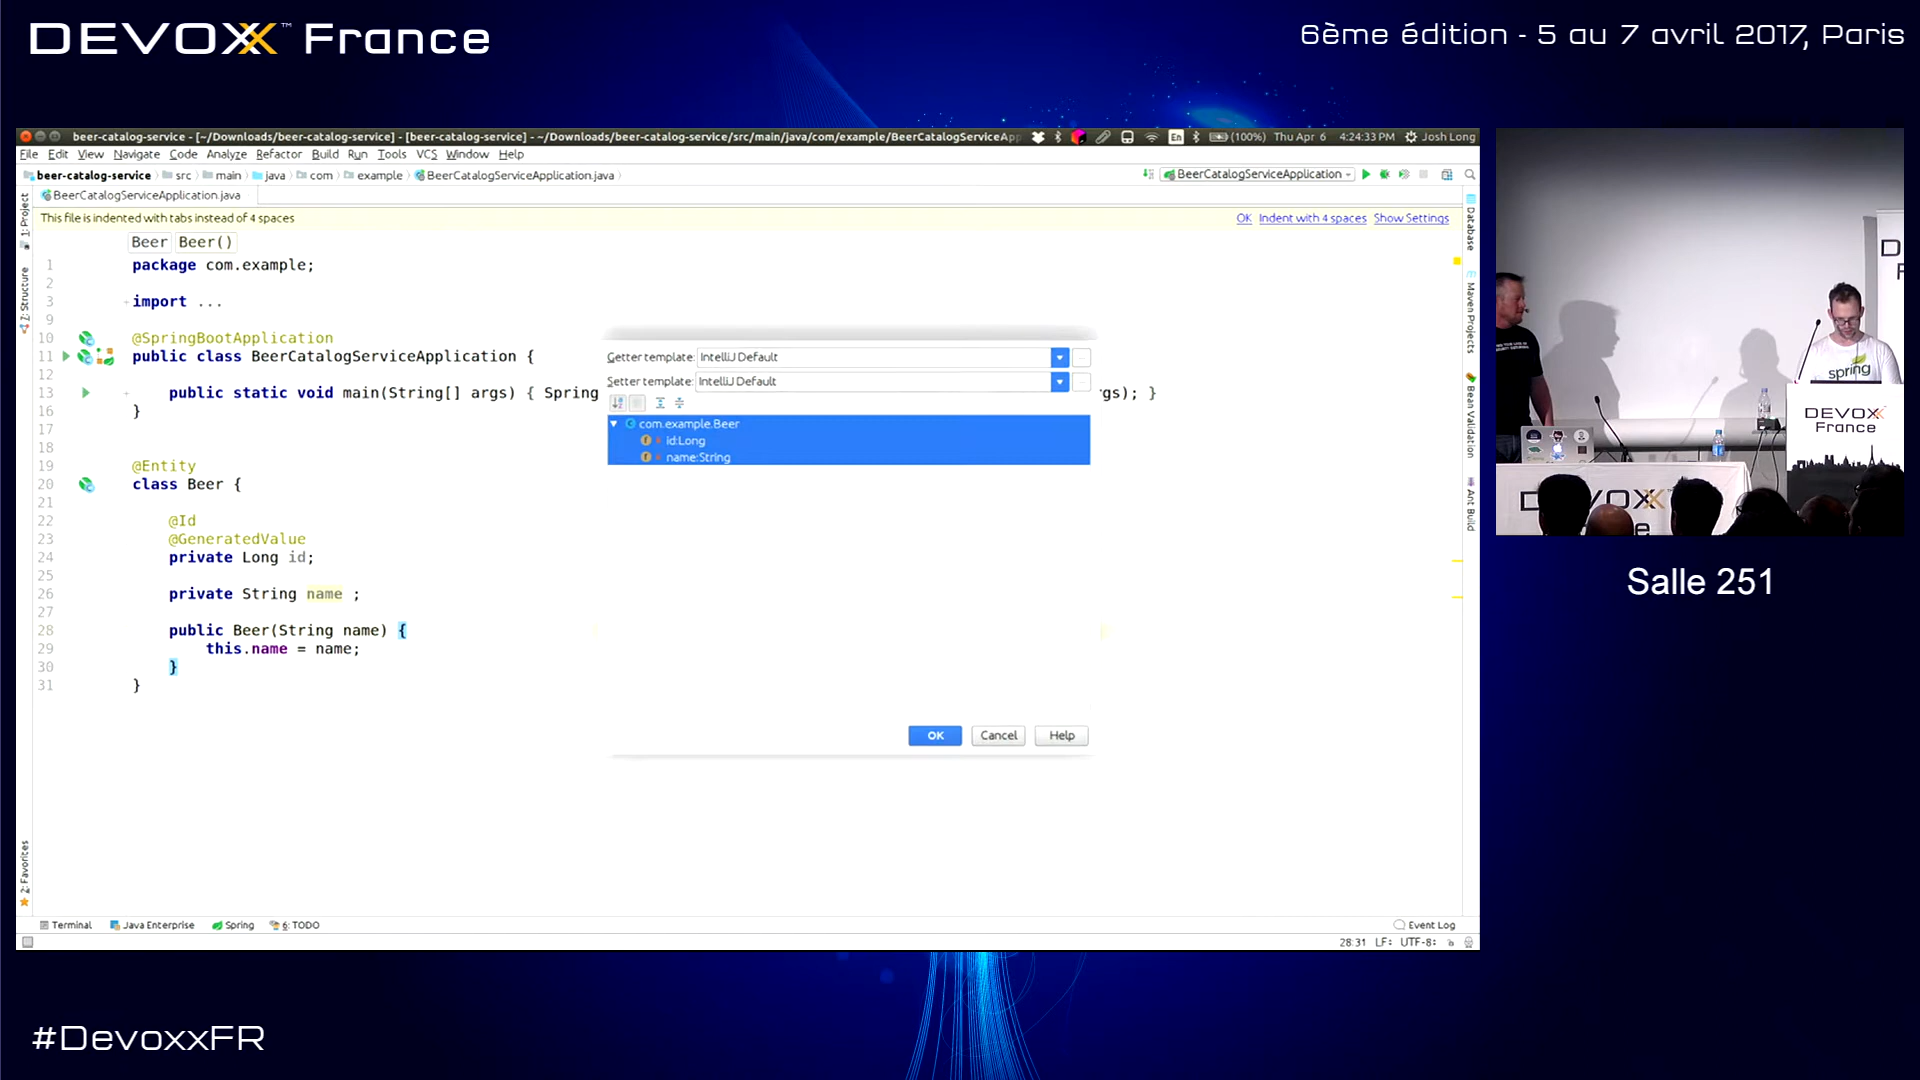 DEVOXX™ France
6ème édition - 5 au 7 avril 2017, Paris
beer-catalog-service - [~/Downloads/beer-catalog-service] - [beer-catalog-service] - ~/Downloads/beer-catalog-service/src/main/java/com/example/BeerCatalogServiceApp
En
(100%) Thu Apr 6 4:24:33 PM Josh Long
File Edit View Navigate Code Analyze Refactor Build Run Tools VCS Window Help
beer-catalog-service src main java com example BeerCatalogServiceApplication.java
BeerCatalogServiceApplication
BeerCatalogServiceApplication.java
This file is indented with tabs instead of 4 spaces
OK Indent with 4 spaces Show Settings
Beer Beer()
1 package com.example;
2
3 import ...
9
10 @SpringBootApplication
11 public class BeerCatalogServiceApplication {
12
13 public static void main(String[] args) { Spring
rgs); }
16 }
17
18
19 @Entity
20 class Beer {
21
22 @Id
23 @GeneratedValue
24 private Long id;
25
26 private String name ;
27
28 public Beer(String name) {
29 this.name = name;
30 }
31 }
Getter template: IntelliJ Default
Setter template: IntelliJ Default
com.example.Beer
id:Long
name:String
OK Cancel Help
1: Project
7: Structure
2: Favorites
Database
Maven Projects
Bean Validation
Ant Build
Terminal Java Enterprise Spring 6: TODO
Event Log
28:31 LF: UTF-8:
spring
DEVOXX
France
Salle 251
#DevoxxFR